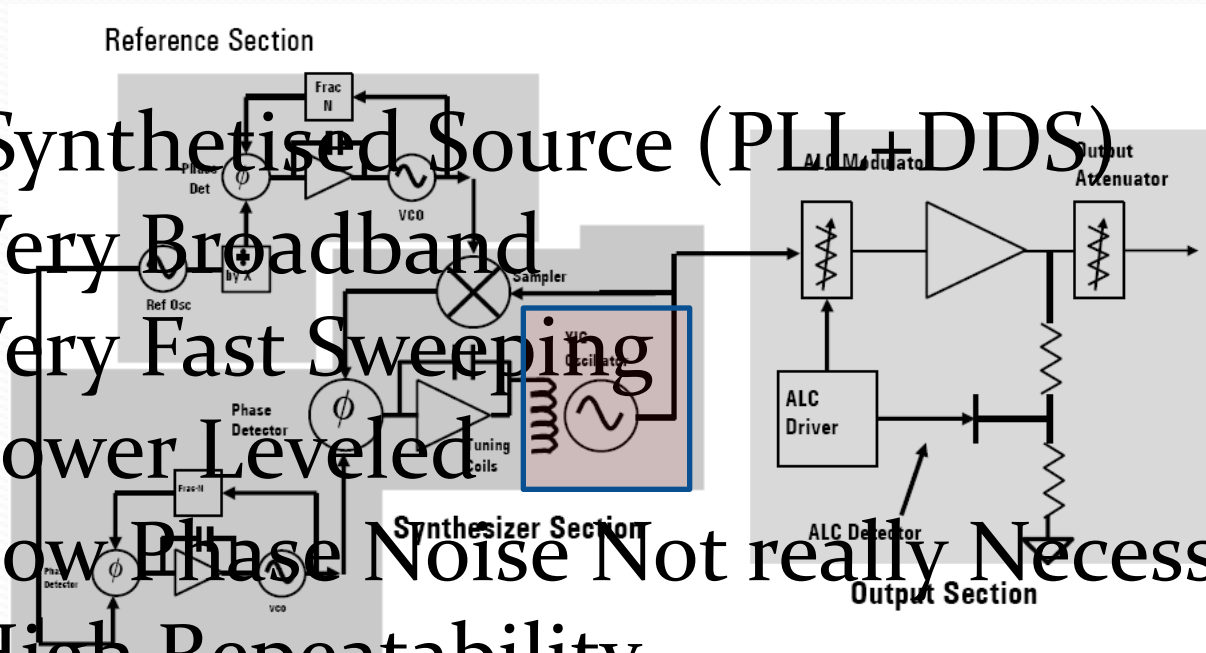 Reference Section
Frac
N
Synthetised Source (PLL+DDS)
Phase
Det
φ
VCO
ALC Modulator
Output
Attenuator
Very Broadband
÷
by X
Ref Osc
Sampler
Very Fast Sweeping
YIG
Oscillator
Phase
Detector
φ
ALC
Driver
Power Leveled
Tuning
Coils
Frac-N
Synthesizer Section
ALC Detector
Low Phase Noise Not really Necess
Phase
Detector
φ
VCO
Output Section
High Repeatability